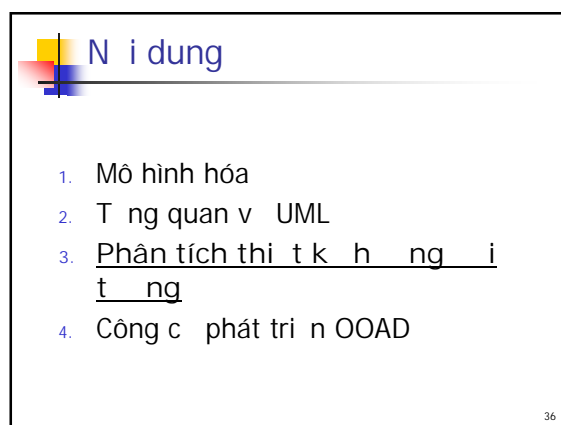 N i dung
1. Mô hình hóa
2. T ng quan v UML
3. Phân tích thi t k h ng i
t ng
4. Công c phát tri n OOAD
36